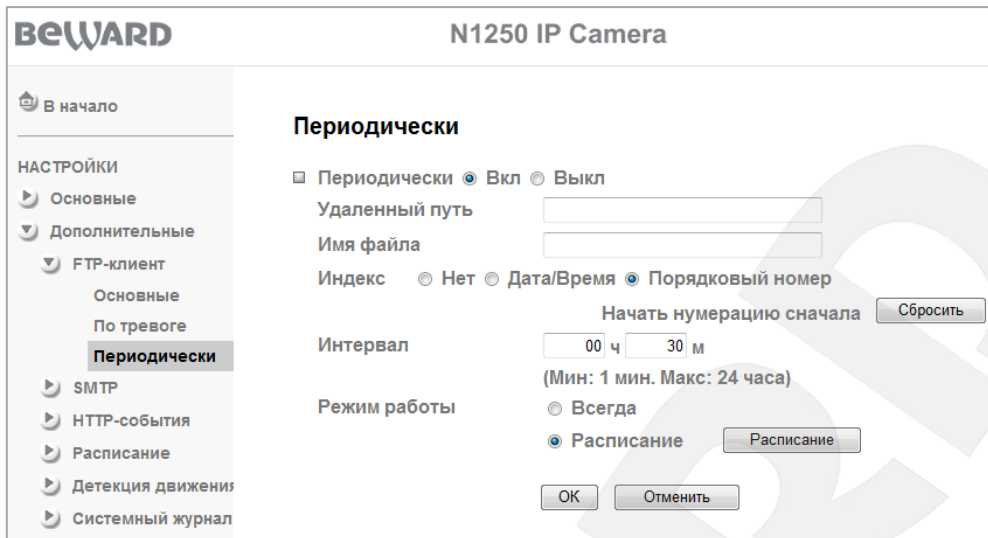 BEWARD
N1250 IP Camera
В начало
НАСТРОЙКИ
Основные
Дополнительные
FTP-клиент
Основные
По тревоге
Периодически
SMTP
HTTP-события
Расписание
Детекция движения
Системный журнал
Периодически
Периодически Вкл Выкл
Удаленный путь
Имя файла
Индекс Нет Дата/Время Порядковый номер
Начать нумерацию сначала Сбросить
Интервал 00 ч 30 м
(Мин: 1 мин. Макс: 24 часа)
Режим работы Всегда
Расписание Расписание
OK Отменить